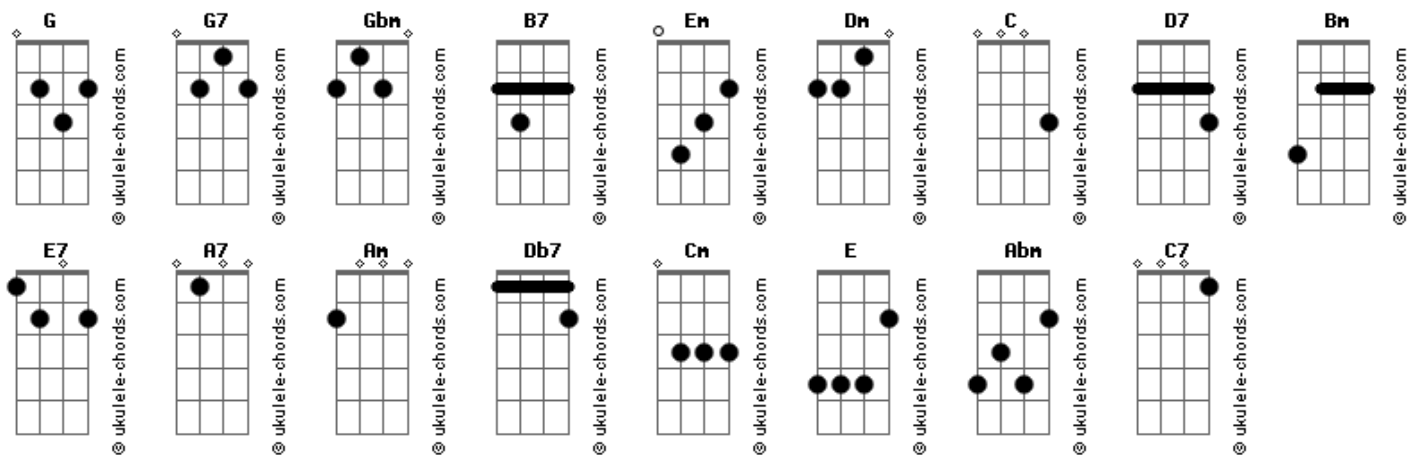 G G7 Gbm B7 Em Dm C D7 Bm
© ukulele-chords.com © ukulele-chords.com © ukulele-chords.com © ukulele-chords.com © ukulele-chords.com © ukulele-chords.com © ukulele-chords.com © ukulele-chords.com © ukulele-chords.com
E7 A7 Am Db7 Cm E Abm C7
© ukulele-chords.com © ukulele-chords.com © ukulele-chords.com © ukulele-chords.com © ukulele-chords.com © ukulele-chords.com © ukulele-chords.com © ukulele-chords.com